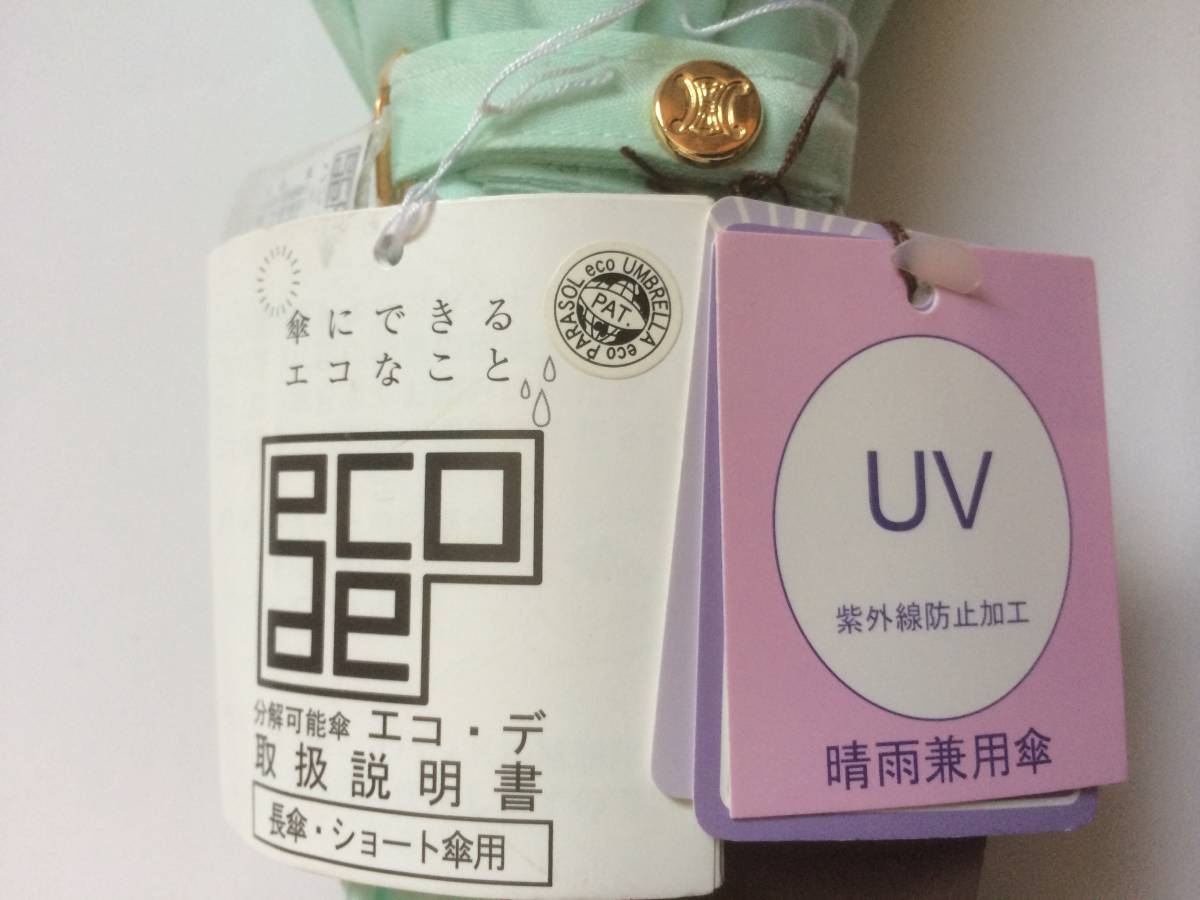 傘にできる
エコなこと
eco UMBRELLA eco PARASOL
PAT.
eco
de
分解可能傘 エコ・デ
取扱説明書
長傘・ショート傘用
UV
紫外線防止加工
晴雨兼用傘